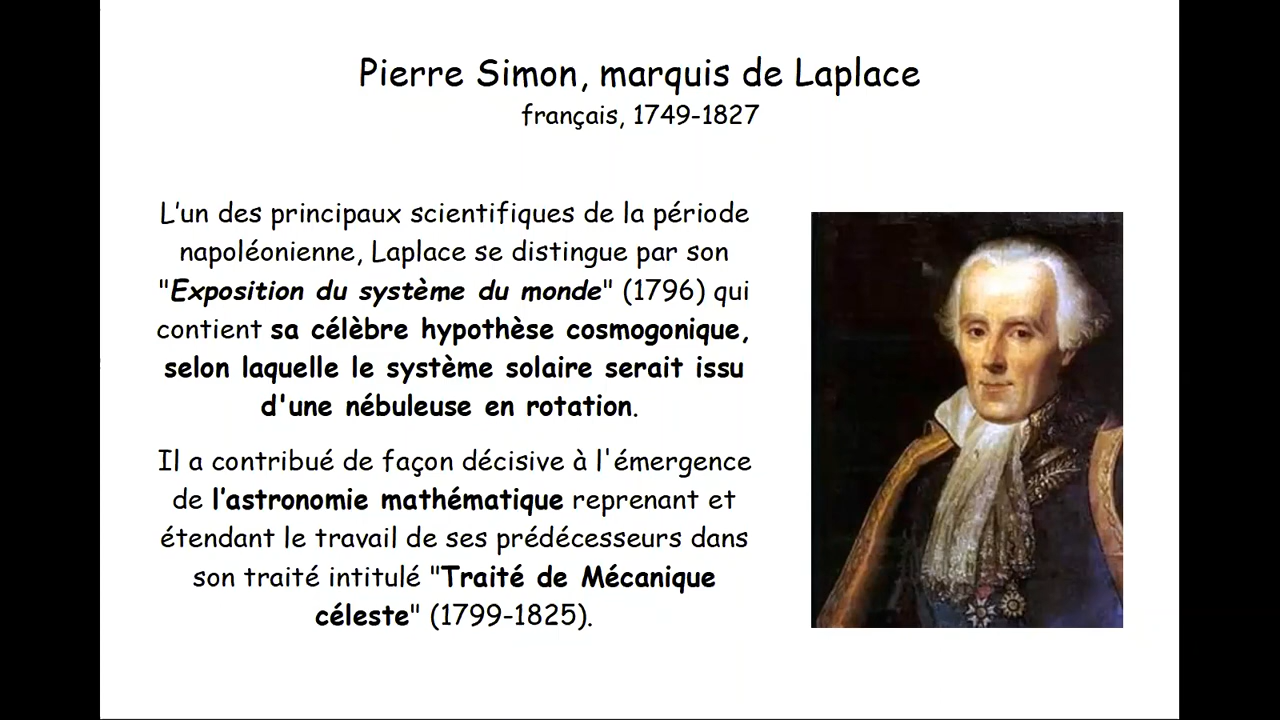 Pierre Simon, marquis de Laplace
français, 1749-1827
L’un des principaux scientifiques de la période
napoléonienne, Laplace se distingue par son
"Exposition du système du monde" (1796) qui
contient sa célèbre hypothèse cosmogonique,
selon laquelle le système solaire serait issu
d'une nébuleuse en rotation.
Il a contribué de façon décisive à l'émergence
de l’astronomie mathématique reprenant et
étendant le travail de ses prédécesseurs dans
son traité intitulé "Traité de Mécanique
céleste" (1799-1825).